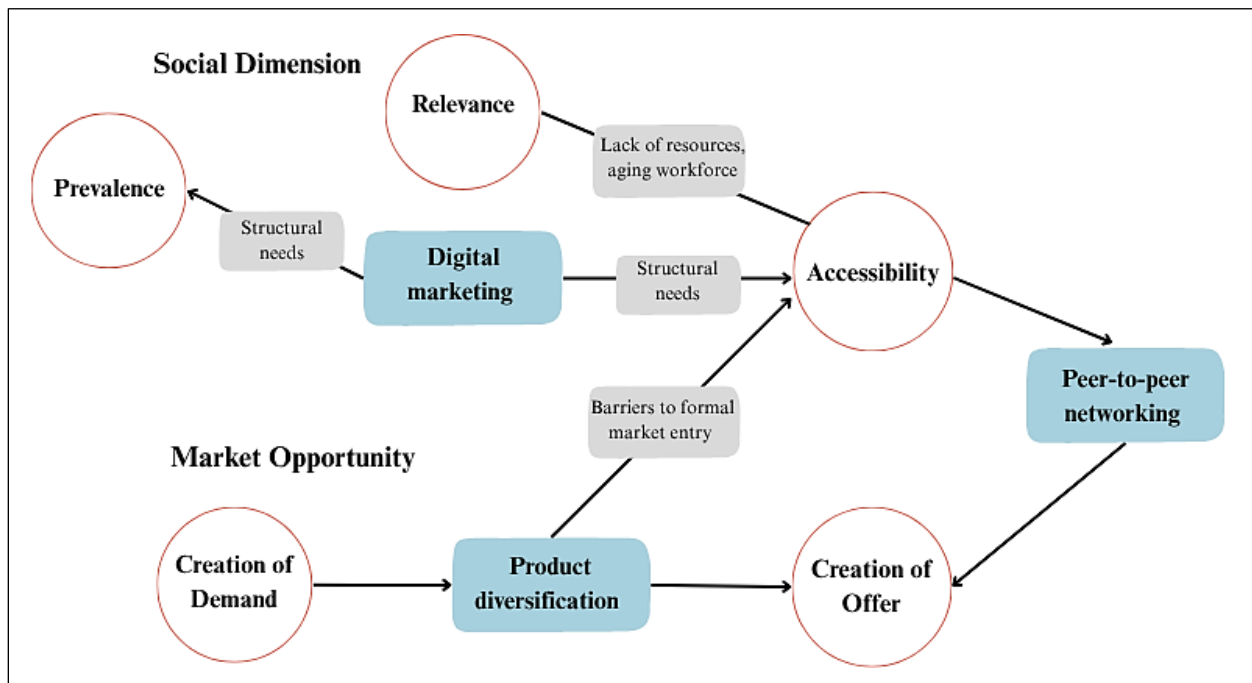 Social Dimension
Relevance
Lack of resources,
aging workforce
Prevalence
Structural
needs
Digital
marketing
Structural
needs
Accessibility
Peer-to-peer
networking
Barriers to formal
market entry
Market Opportunity
Creation of
Demand
Product
diversification
Creation of
Offer